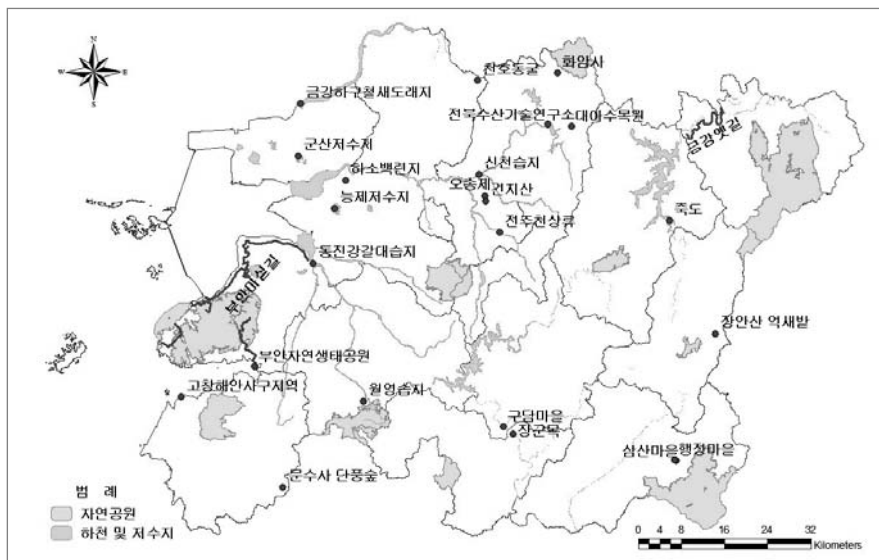 N
W E
S
천호동굴
화암사
금강하구철새도래지
전북수산기술연구소 대아수목원
금강옛길
군산저수지
하소백련지
신천습지
오송제
건지산
능제저수지
죽도
전주천상류
동진강갈대습지
부안마실길
장안산 억새밭
부안자연생태공원
고창해안사구지역
월영습지
구담마을
장군목
삼산마을 행정마을
문수사 단풍숲
범 례
자연공원
하천 및 저수지
0 4 8 16 24 32
Kilometers